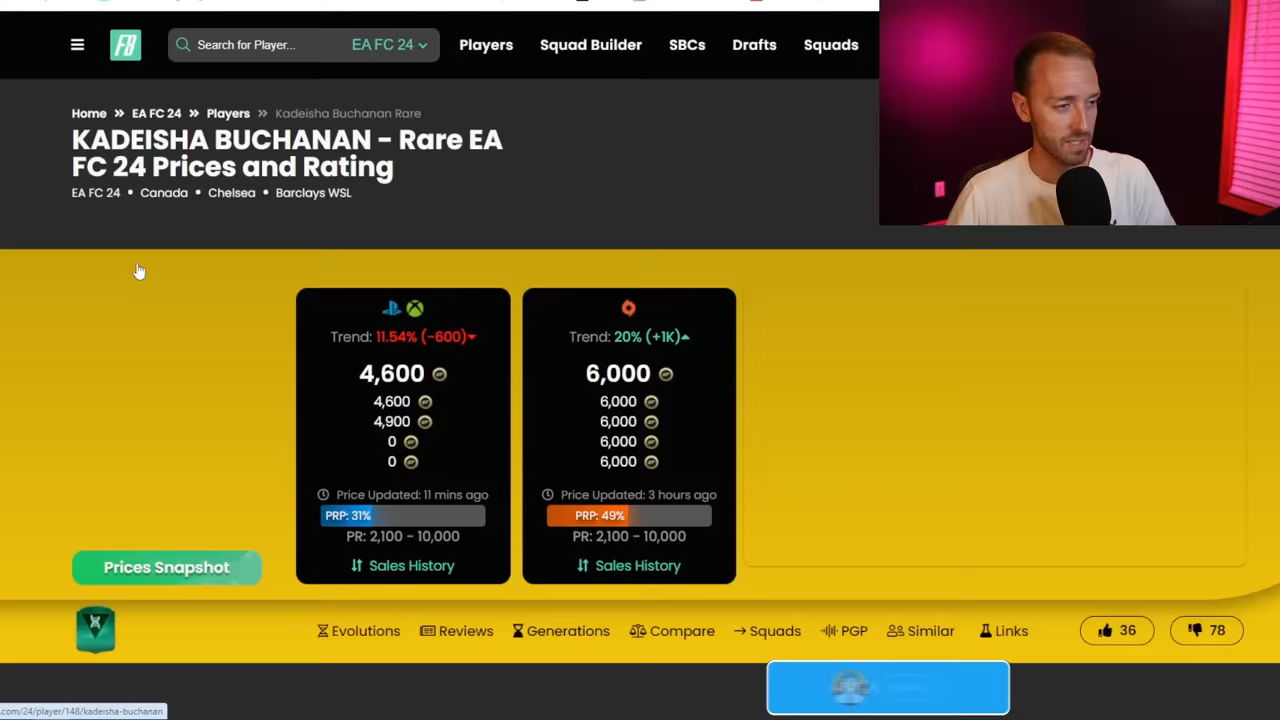 Search for Player...
EA FC 24
Players
Squad Builder
SBCs
Drafts
Squads
Home » EA FC 24 » Players » Kadeisha Buchanan Rare
KADEISHA BUCHANAN - Rare EA
FC 24 Prices and Rating
EA FC 24 • Canada • Chelsea • Barclays WSL
Trend: 11.54% (-600)
4,600
4,600
4,900
0
0
Price Updated: 11 mins ago
PRP: 31%
PR: 2,100 - 10,000
Sales History
Trend: 20% (+1K)
6,000
6,000
6,000
6,000
6,000
Price Updated: 3 hours ago
PRP: 49%
PR: 2,100 - 10,000
Sales History
Prices Snapshot
Evolutions
Reviews
Generations
Compare
Squads
PGP
Similar
Links
36
78
.com/24/player/148/kadeisha-buchanan